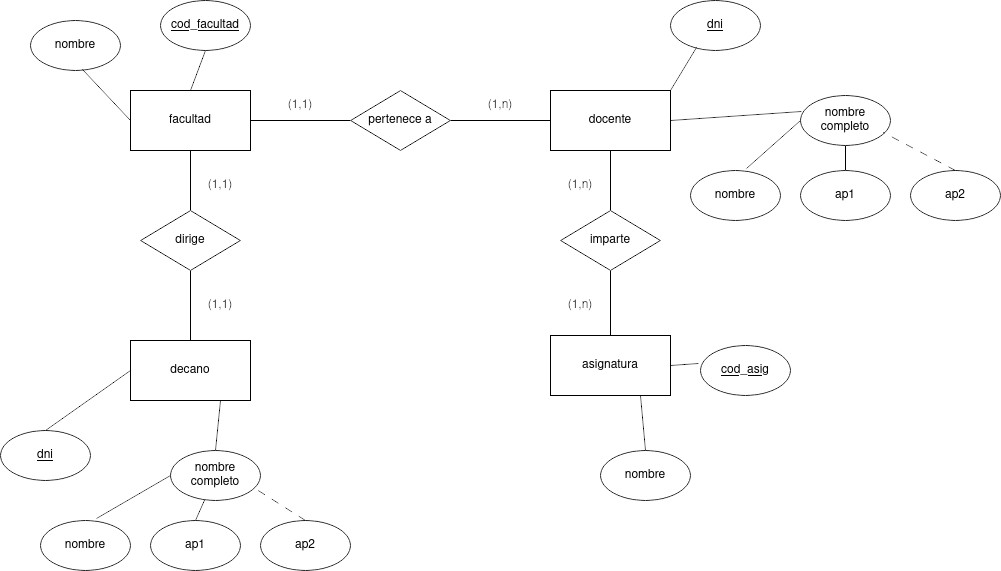 cod_facultad
dni
nombre
(1,1)
(1,n)
nombre
completo
facultad
pertenece a
docente
(1,1)
(1,n)
nombre
ap1
ap2
dirige
imparte
(1,1)
(1,n)
decano
asignatura
cod_asig
dni
nombre
completo
nombre
nombre
ap1
ap2